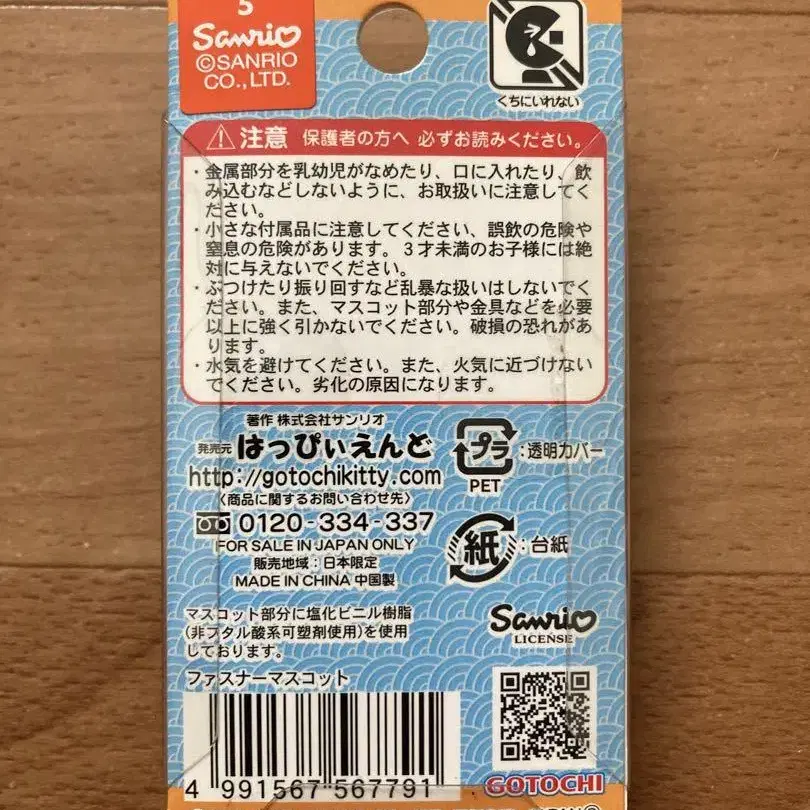 5
Sanrio
©SANRIO
CO.,LTD.
くちにいれない
注意 保護者の方へ 必ずお読みください。
・金属部分を乳幼児がなめたり、口に入れたり、飲
み込むなどしないように、お取扱いに注意してく
ださい。
・小さな付属品に注意してください、誤飲の危険や
窒息の危険があります。3才未満のお子様には絶
対に与えないでください。
・ぶつけたり振り回すなど乱暴な扱いはしないでく
ださい。また、マスコット部分や金具などを必要
以上に強く引かないでください。破損の恐れがあ
ります。
・水気を避けてください。また、火気に近づけない
でください。劣化の原因になります。
著作 株式会社サンリオ
発売元 はっぴぃえんど
http://gotochikitty.com
〈商品に関するお問い合わせ先〉
0120-334-337
FOR SALE IN JAPAN ONLY
販売地域：日本限定
MADE IN CHINA 中国製
プラ：透明カバー
PET
紙：台紙
マスコット部分に塩化ビニル樹脂
(非フタル酸系可塑剤使用)を使用
しております。
Sanrio
LICENSE
ファスナーマスコット
4 991567 567791
GOTOCHI